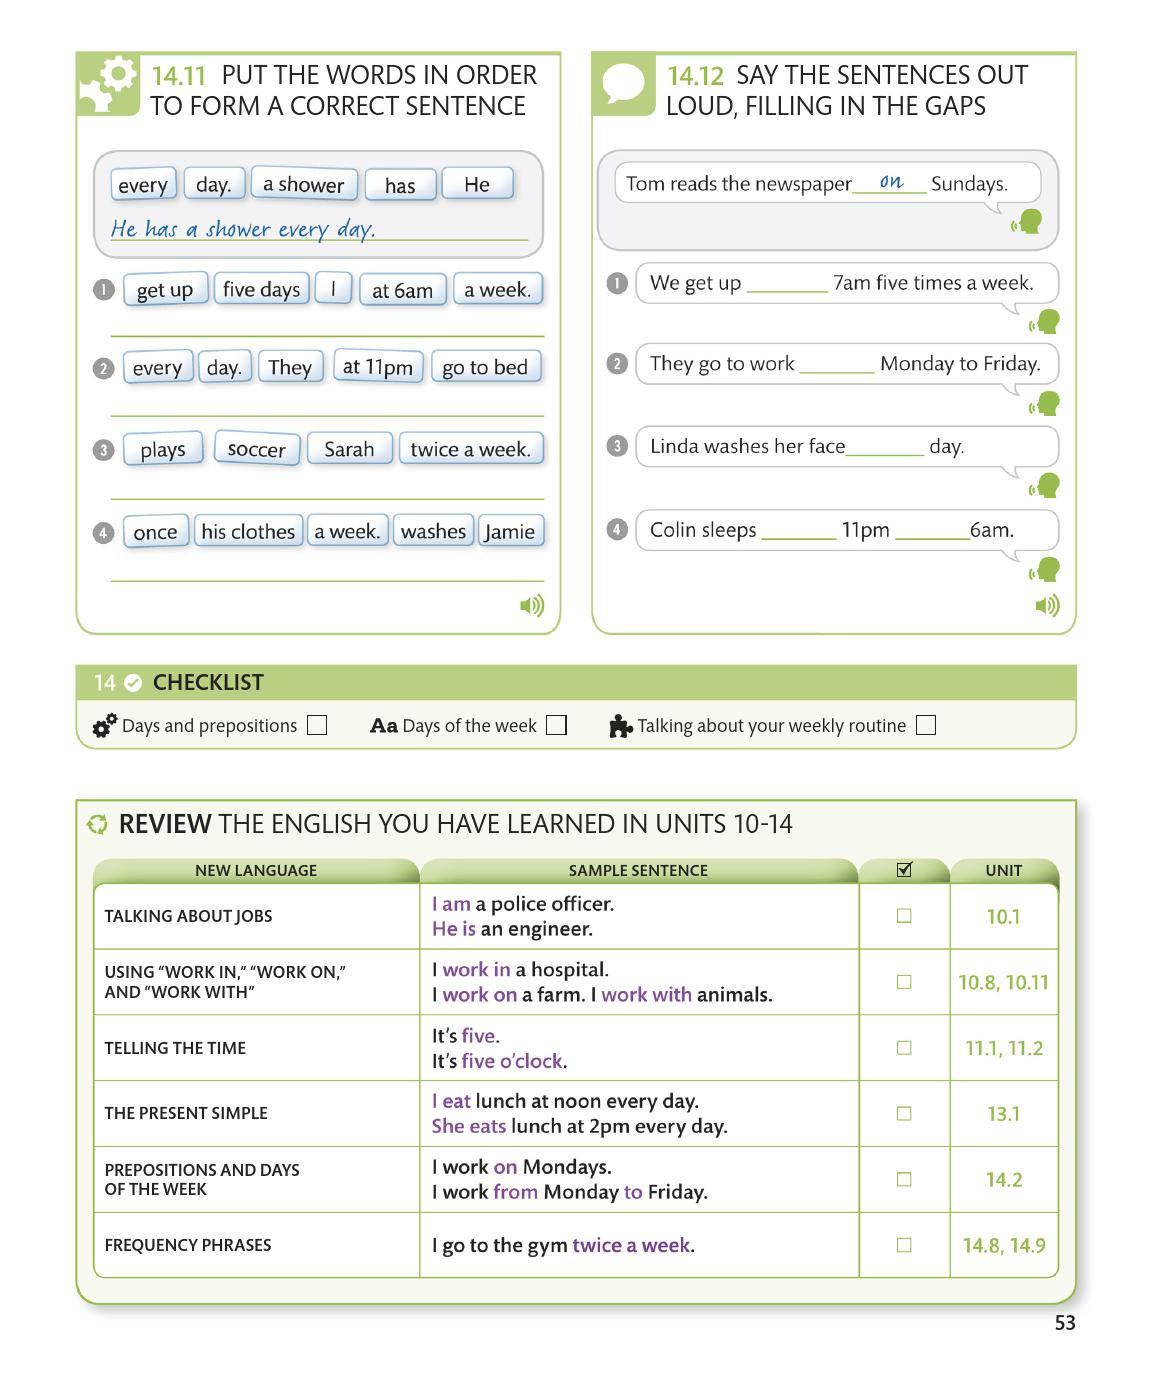 14.11 PUT THE WORDS IN ORDER
TO FORM A CORRECT SENTENCE
every day. a shower has He
He has a shower every day.
1 get up five days I at 6am a week.
2 every day. They at 11pm go to bed
3 plays soccer Sarah twice a week.
4 once his clothes a week. washes Jamie
14.12 SAY THE SENTENCES OUT
LOUD, FILLING IN THE GAPS
Tom reads the newspaper on Sundays.
1 We get up ________ 7am five times a week.
2 They go to work ________ Monday to Friday.
3 Linda washes her face________ day.
4 Colin sleeps ________ 11pm ________6am.
14 CHECKLIST
Days and prepositions Aa Days of the week Talking about your weekly routine
REVIEW THE ENGLISH YOU HAVE LEARNED IN UNITS 10-14
NEW LANGUAGE SAMPLE SENTENCE UNIT
TALKING ABOUT JOBS
I am a police officer.
He is an engineer.
10.1
USING “WORK IN,” “WORK ON,”
AND “WORK WITH”
I work in a hospital.
I work on a farm. I work with animals.
10.8, 10.11
TELLING THE TIME
It’s five.
It’s five o’clock.
11.1, 11.2
THE PRESENT SIMPLE
I eat lunch at noon every day.
She eats lunch at 2pm every day.
13.1
PREPOSITIONS AND DAYS
OF THE WEEK
I work on Mondays.
I work from Monday to Friday.
14.2
FREQUENCY PHRASES
I go to the gym twice a week.
14.8, 14.9
53